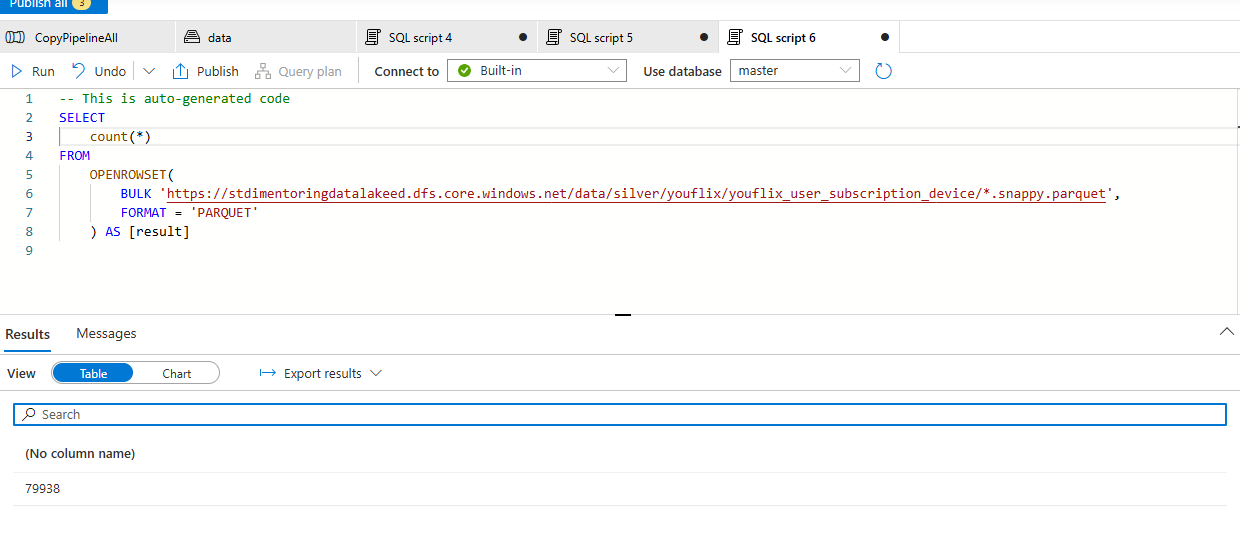 Publish all 3
CopyPipelineAll data SQL script 4 SQL script 5 SQL script 6
Run Undo Publish Query plan Connect to Built-in Use database master
1 -- This is auto-generated code
2 SELECT
3 count(*)
4 FROM
5 OPENROWSET(
6 BULK 'https://stdimentoringdatalakeed.dfs.core.windows.net/data/silver/youflix/youflix_user_subscription_device/*.snappy.parquet',
7 FORMAT = 'PARQUET'
8 ) AS [result]
9
Results Messages
View Table Chart Export results
Search
(No column name)
79938